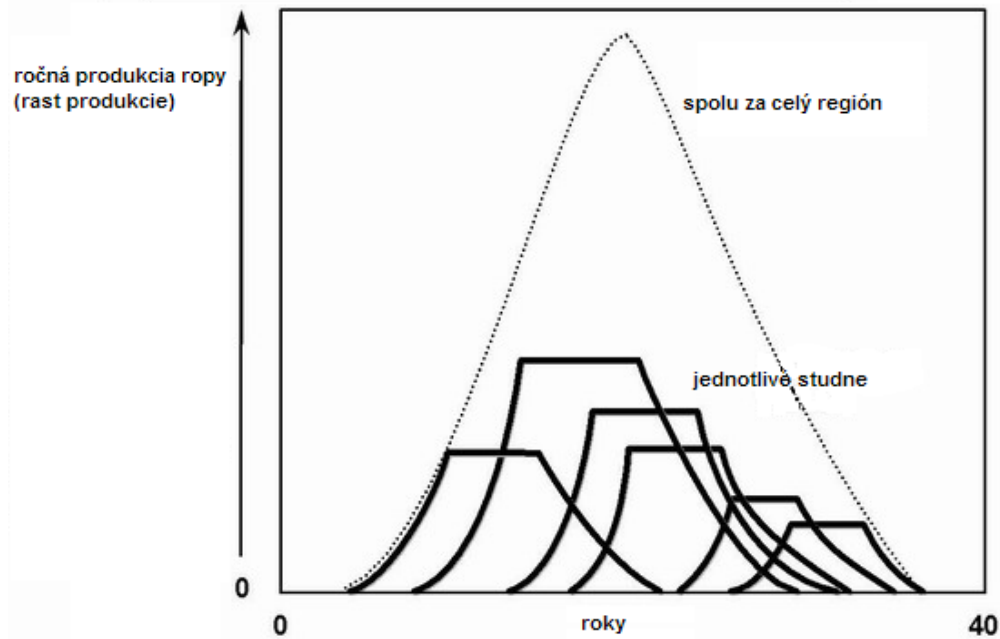 ročná produkcia ropy
(rast produkcie)
spolu za celý región
jednotlivé studne
0
0
roky
40